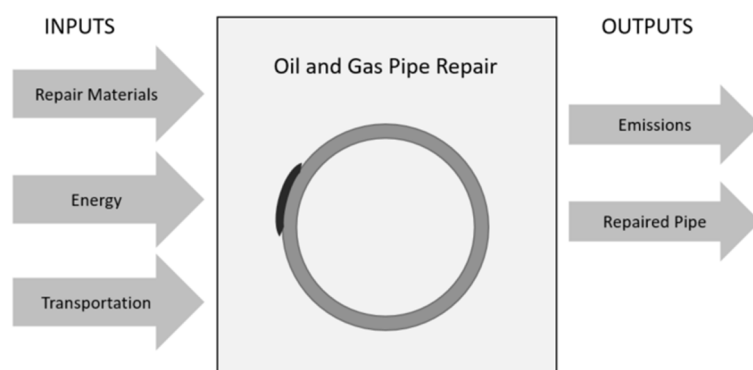 INPUTS
OUTPUTS
Oil and Gas Pipe Repair
Repair Materials
Energy
Transportation
Emissions
Repaired Pipe